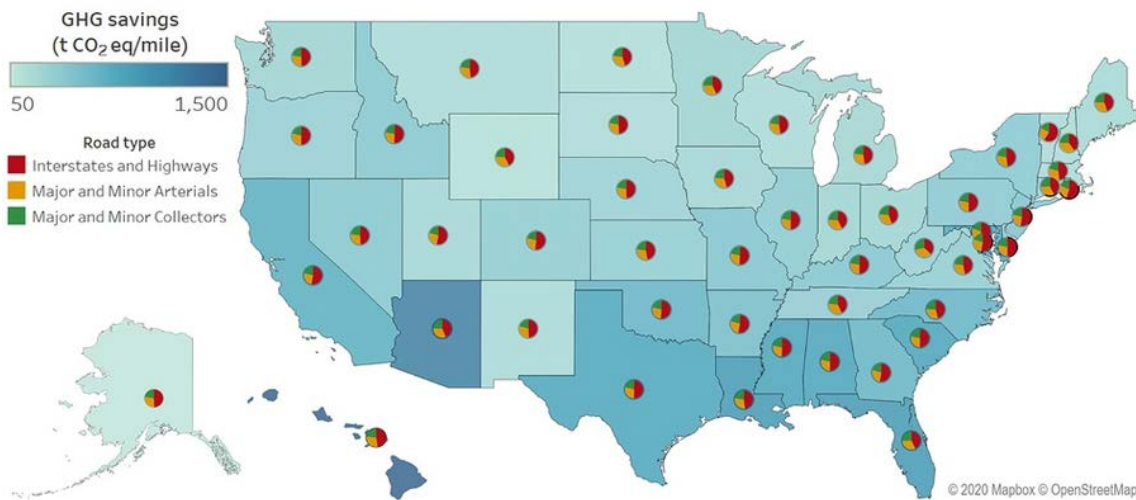 GHG savings
(t CO₂ eq/mile)
50 1,500
Road type
Interstates and Highways
Major and Minor Arterials
Major and Minor Collectors
© 2020 Mapbox © OpenStreetMap